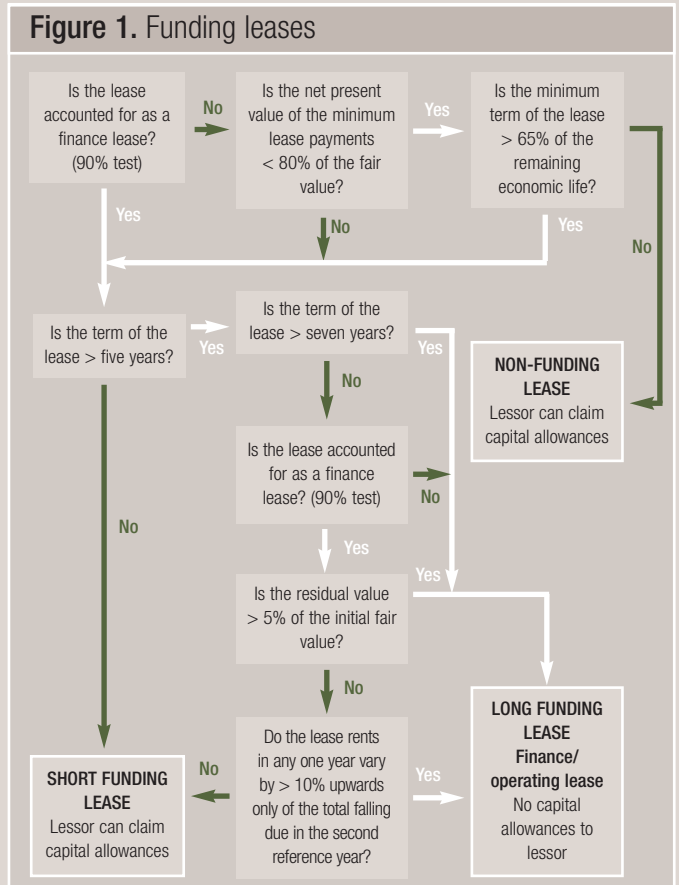 Figure 1. Funding leases
Is the lease
accounted for as a
finance lease?
(90% test)
No
Is the net present
value of the minimum
lease payments
< 80% of the fair
value?
Yes
Is the minimum
term of the lease
> 65% of the
remaining
economic life?
Yes
No
Yes
No
Is the term of the
lease > five years?
Yes
Is the term of the
lease > seven years?
Yes
NON-FUNDING
LEASE
Lessor can claim
capital allowances
No
Is the lease accounted
for as a finance
lease? (90% test)
No
No
Yes
Is the residual value
> 5% of the initial fair
value?
Yes
No
SHORT FUNDING
LEASE
Lessor can claim
capital allowances
No
Do the lease rents
in any one year vary
by > 10% upwards
only of the total falling
due in the second
reference year?
Yes
LONG FUNDING
LEASE
Finance/
operating lease
No capital
allowances to
lessor